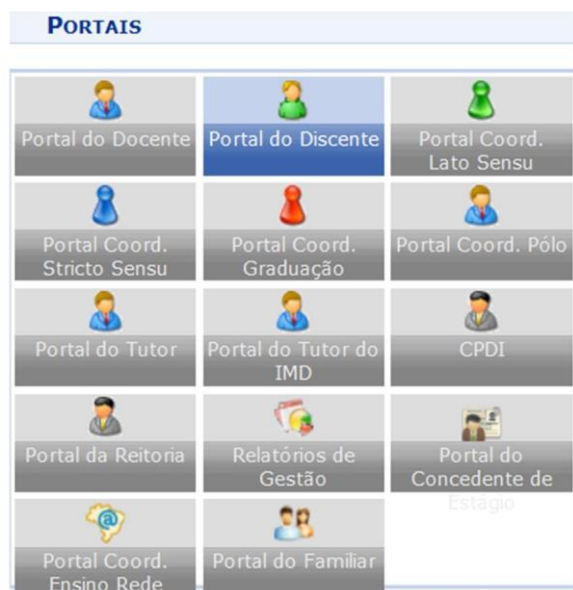 PORTAIS
Portal do Docente
Portal do Discente
Portal Coord.
Lato Sensu
Portal Coord.
Stricto Sensu
Portal Coord.
Graduação
Portal Coord. Pólo
Portal do Tutor
Portal do Tutor do
IMD
CPDI
Portal da Reitoria
Relatórios de
Gestão
Portal do
Concedente de
Estágio
Portal Coord.
Ensino Rede
Portal do Familiar